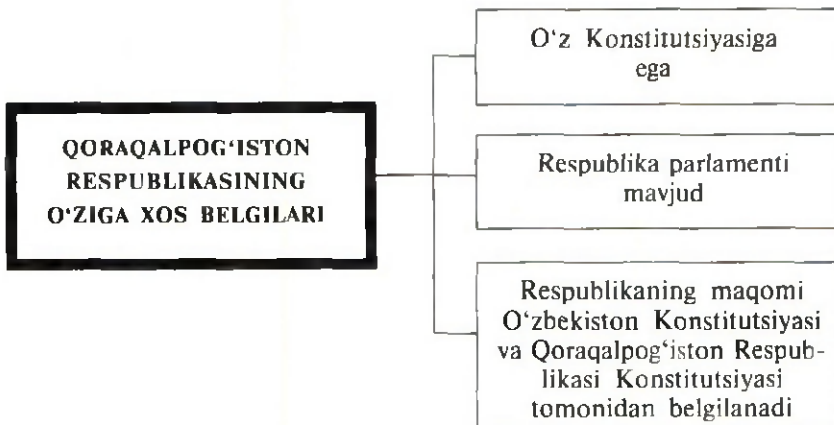 QORAQALPOG‘ISTON
RESPUBLIKASINING
O‘ZIGA XOS BELGILARI
O‘z Konstitutsiyasiga
ega
Respublika parlamenti
mavjud
Respublikaning maqomi
O‘zbekiston Konstitutsiyasi
va Qoraqalpog‘iston Respub-
likasi Konstitutsiyasi
tomonidan belgilanadi